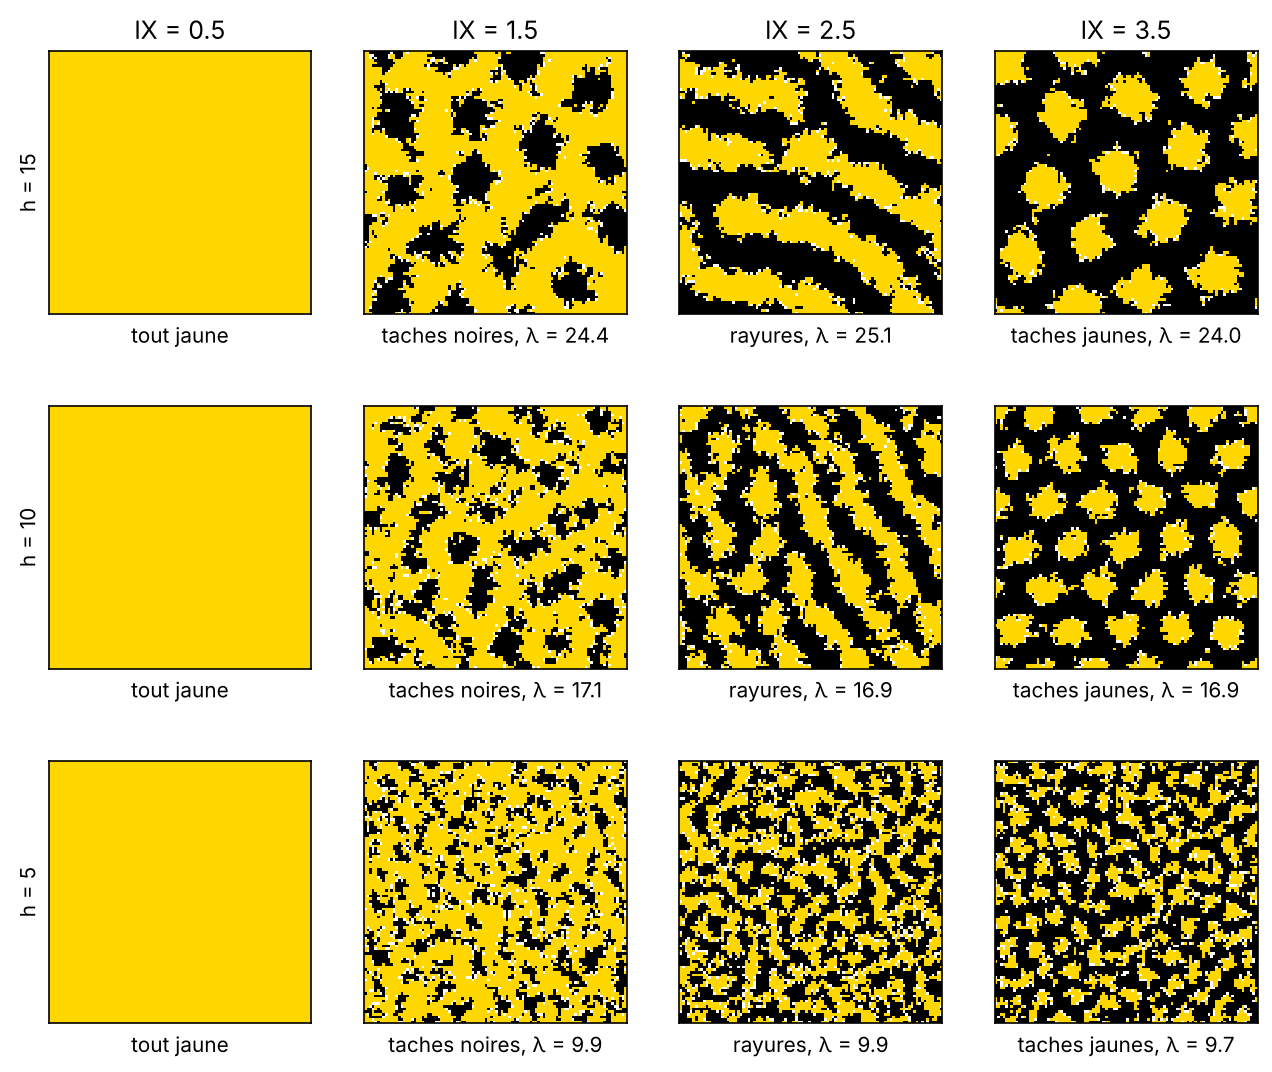 IX = 0.5
IX = 1.5
IX = 2.5
IX = 3.5
h = 15
tout jaune
taches noires, λ = 24.4
rayures, λ = 25.1
taches jaunes, λ = 24.0
h = 10
tout jaune
taches noires, λ = 17.1
rayures, λ = 16.9
taches jaunes, λ = 16.9
h = 5
tout jaune
taches noires, λ = 9.9
rayures, λ = 9.9
taches jaunes, λ = 9.7